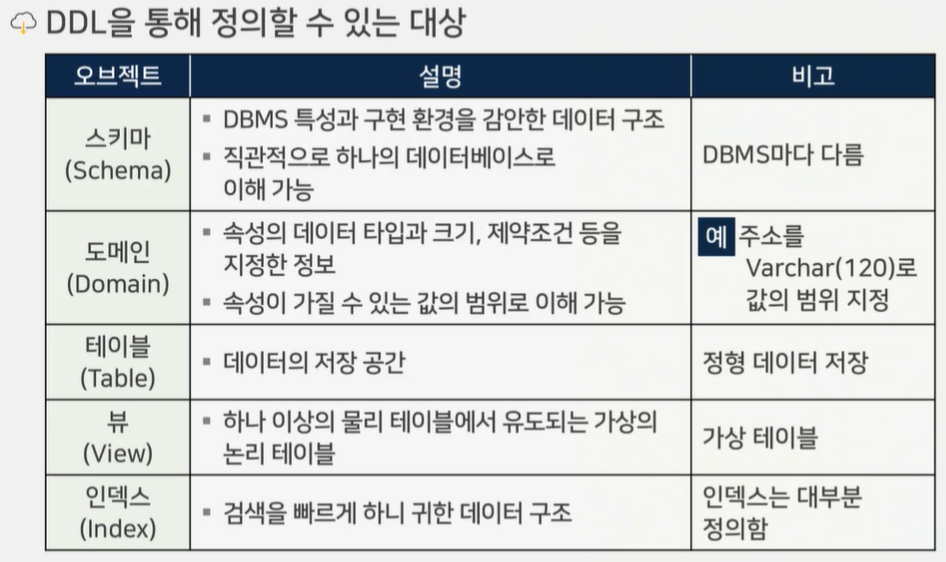 DDL을 통해 정의할 수 있는 대상
오브젝트 설명 비고
스키마
(Schema)
▪ DBMS 특성과 구현 환경을 감안한 데이터 구조
▪ 직관적으로 하나의 데이터베이스로
이해 가능
DBMS마다 다름
도메인
(Domain)
▪ 속성의 데이터 타입과 크기, 제약조건 등을
지정한 정보
▪ 속성이 가질 수 있는 값의 범위로 이해 가능
예 주소를
Varchar(120)로
값의 범위 지정
테이블
(Table)
▪ 데이터의 저장 공간
정형 데이터 저장
뷰
(View)
▪ 하나 이상의 물리 테이블에서 유도되는 가상의
논리 테이블
가상 테이블
인덱스
(Index)
▪ 검색을 빠르게 하니 귀한 데이터 구조
인덱스는 대부분
정의함